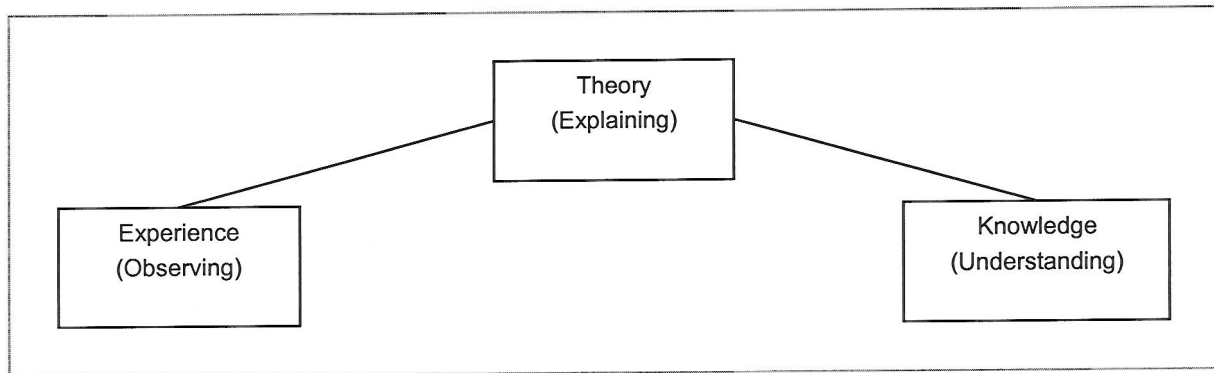 Theory
(Explaining)
Experience
(Observing)
Knowledge
(Understanding)